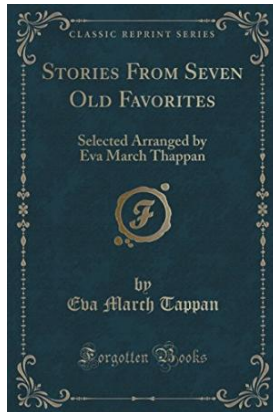 CLASSIC REPRINT SERIES
STORIES FROM SEVEN
OLD FAVORITES
Selected Arranged by
Eva March Thappan
F
by
Eva March Tappan
Forgotten Books